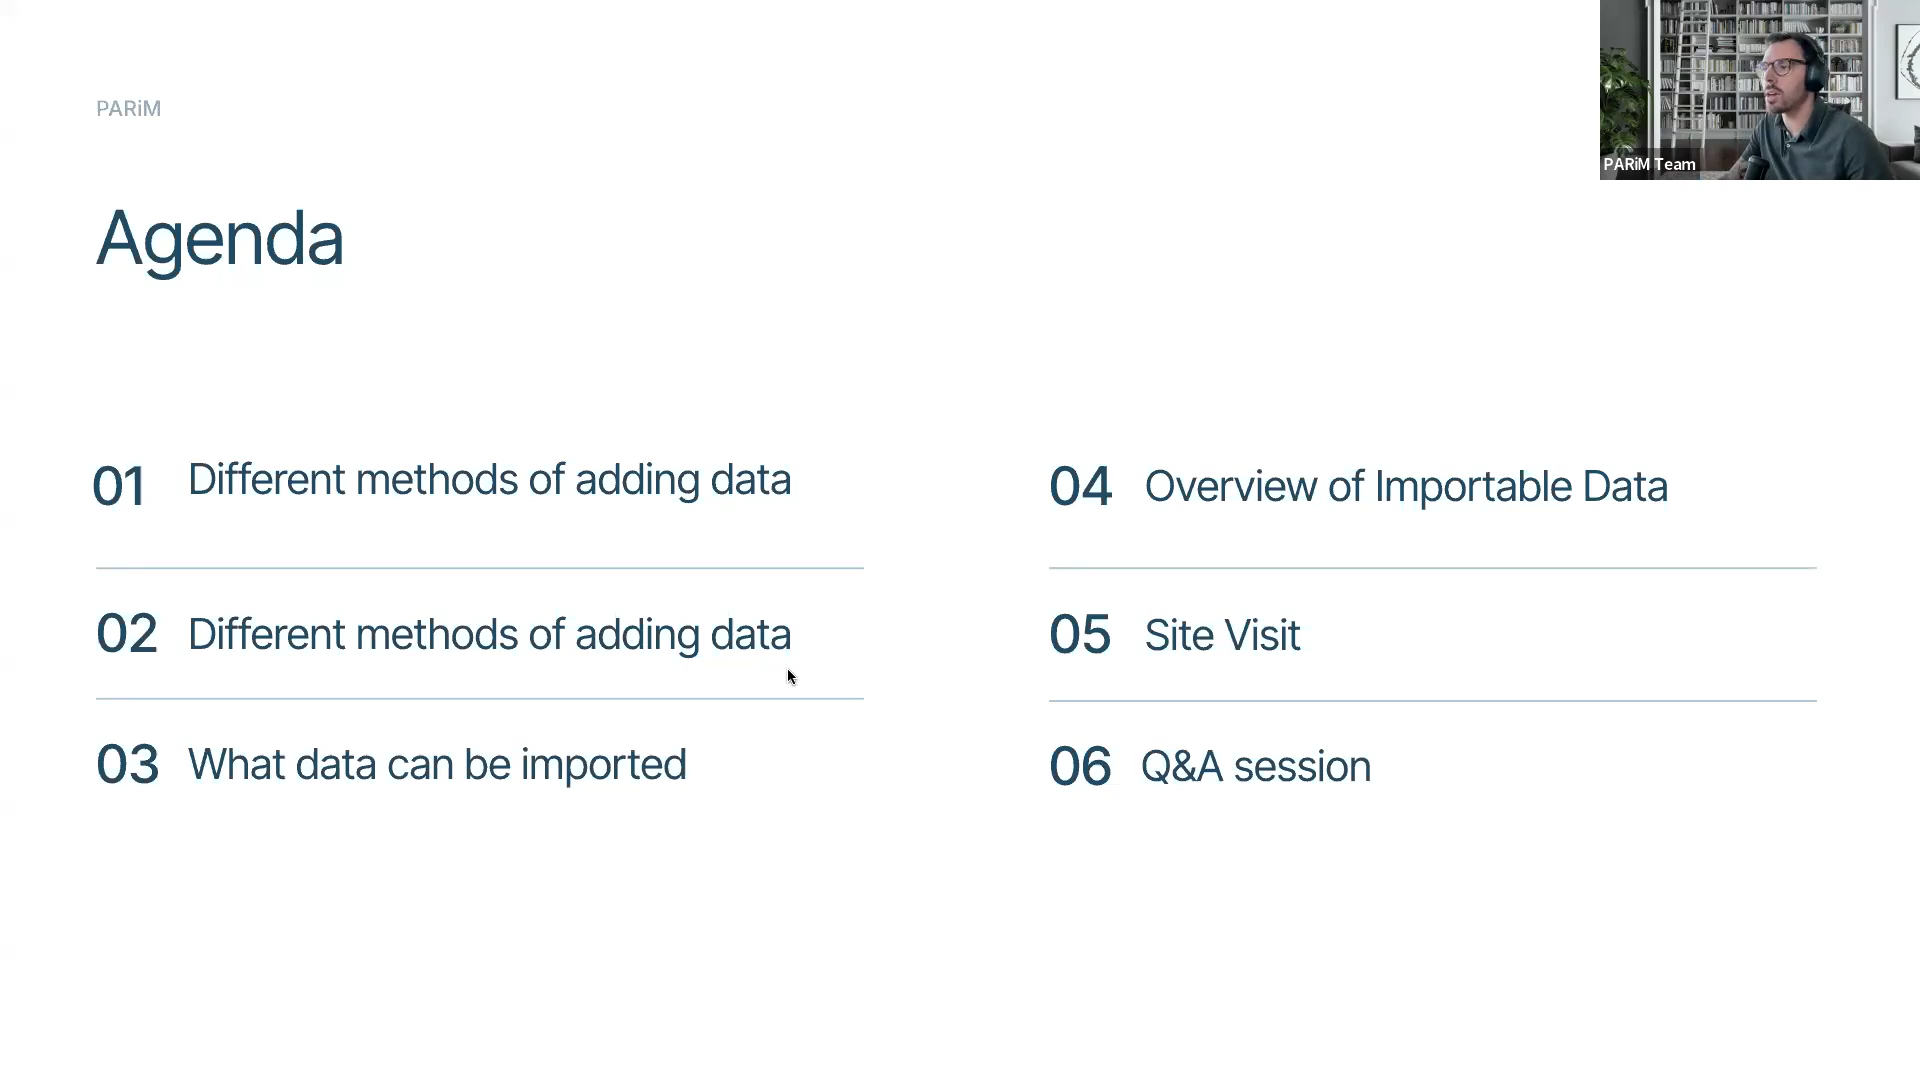 PARiM
PARiM Team
Agenda
01 Different methods of adding data
02 Different methods of adding data
03 What data can be imported
04 Overview of Importable Data
05 Site Visit
06 Q&A session